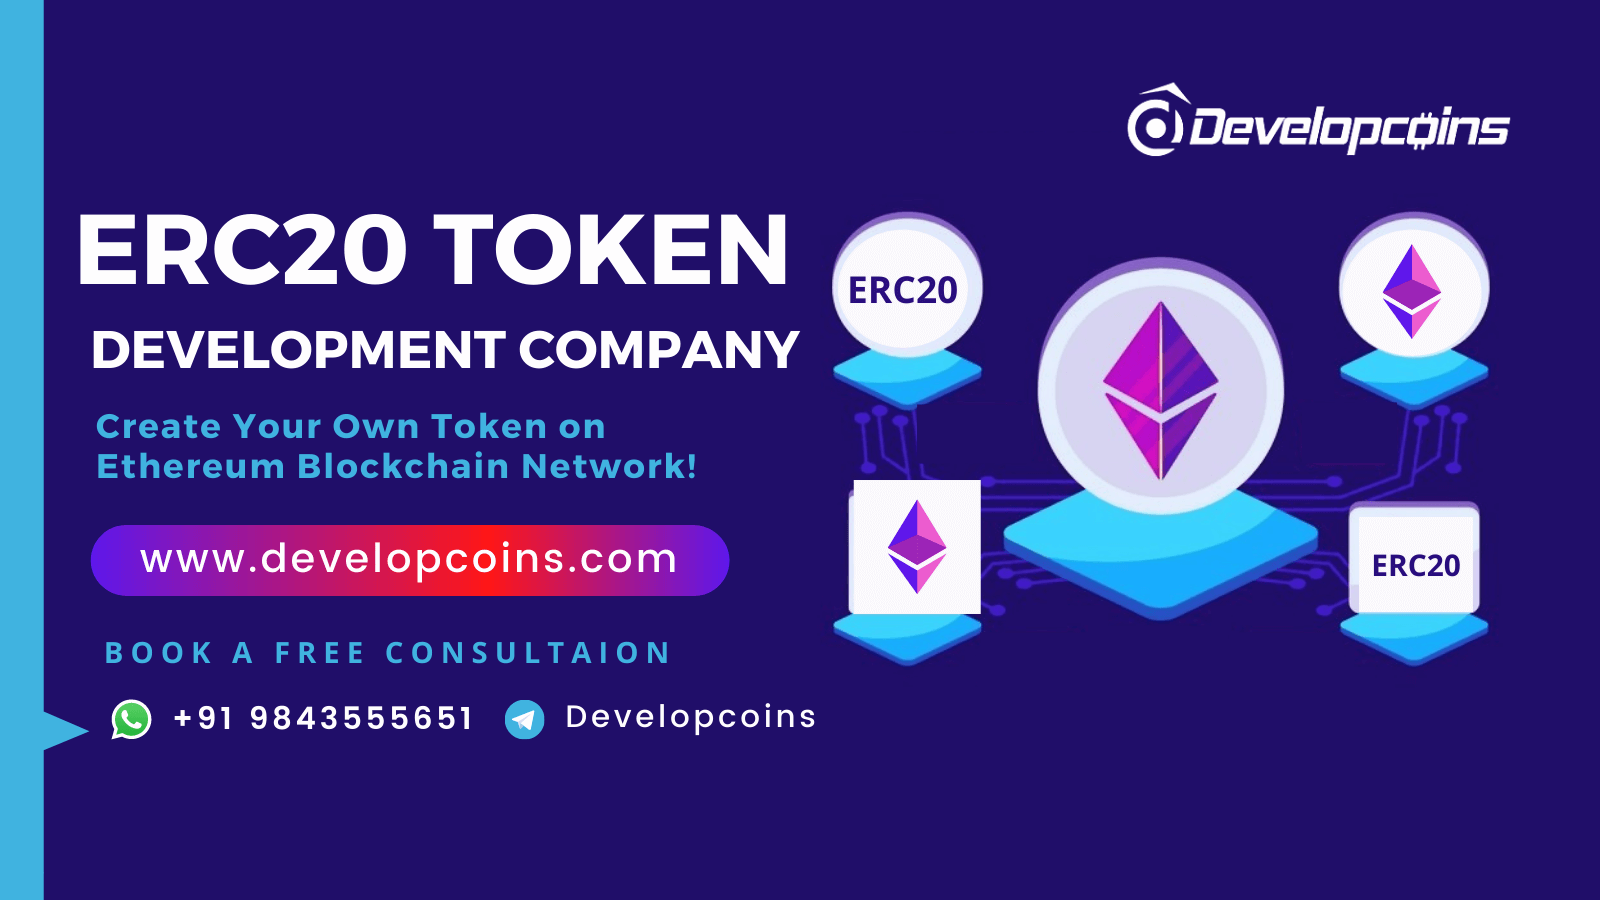 Developcoins
ERC20 TOKEN
DEVELOPMENT COMPANY
Create Your Own Token on
Ethereum Blockchain Network!
www.developcoins.com
BOOK A FREE CONSULTAION
+91 9843555651 Developcoins
ERC20
ERC20